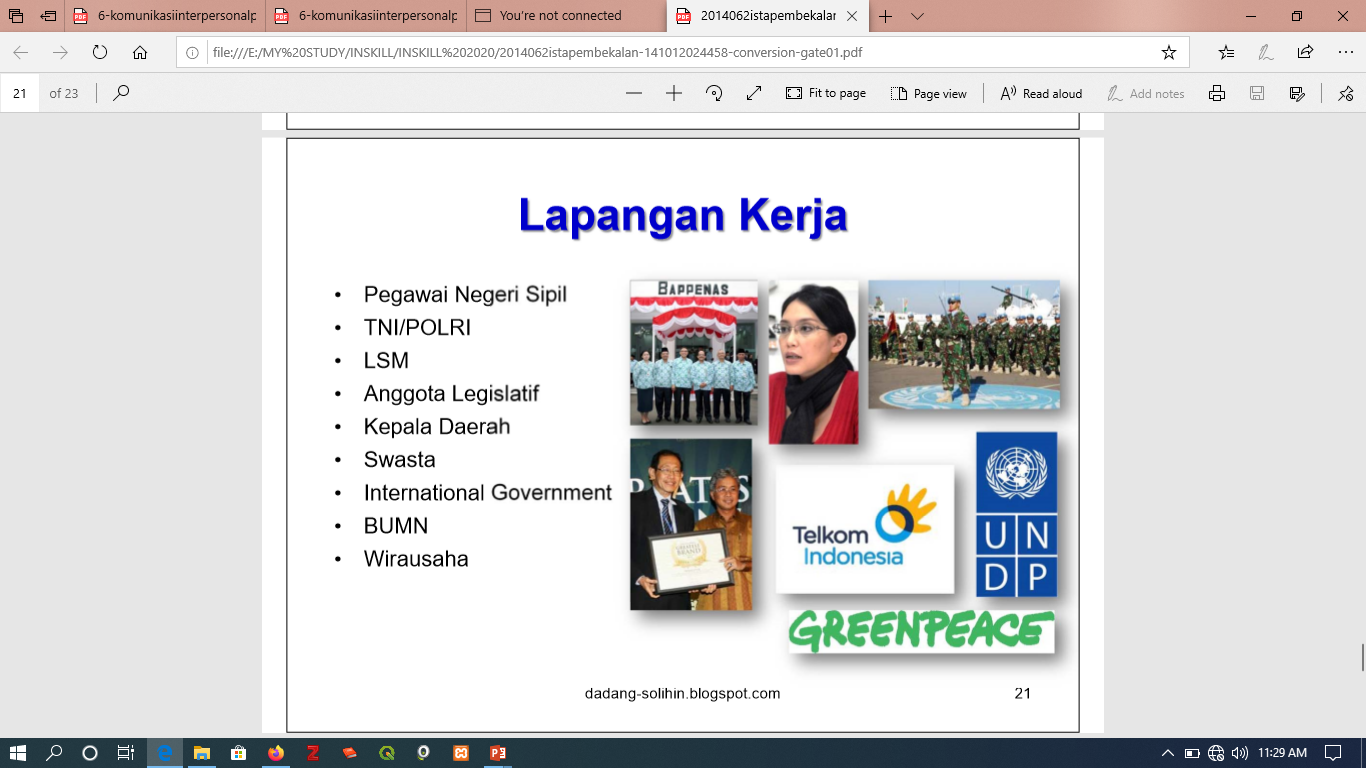 6-komunikasiinterpersonalp
6-komunikasiinterpersonalp
You're not connected
2014062istapembekalan
file:///E:/MY%20STUDY/INSKILL/INSKILL%202020/2014062istapembekalan-141012024458-conversion-gate01.pdf
21 of 23
Fit to page
Page view
Read aloud
Add notes
Lapangan Kerja
• Pegawai Negeri Sipil
• TNI/POLRI
• LSM
• Anggota Legislatif
• Kepala Daerah
• Swasta
• International Government
• BUMN
• Wirausaha
BAPPENAS
Telkom
Indonesia
U N
D P
GREENPEACE
dadang-solihin.blogspot.com
21
11:29 AM